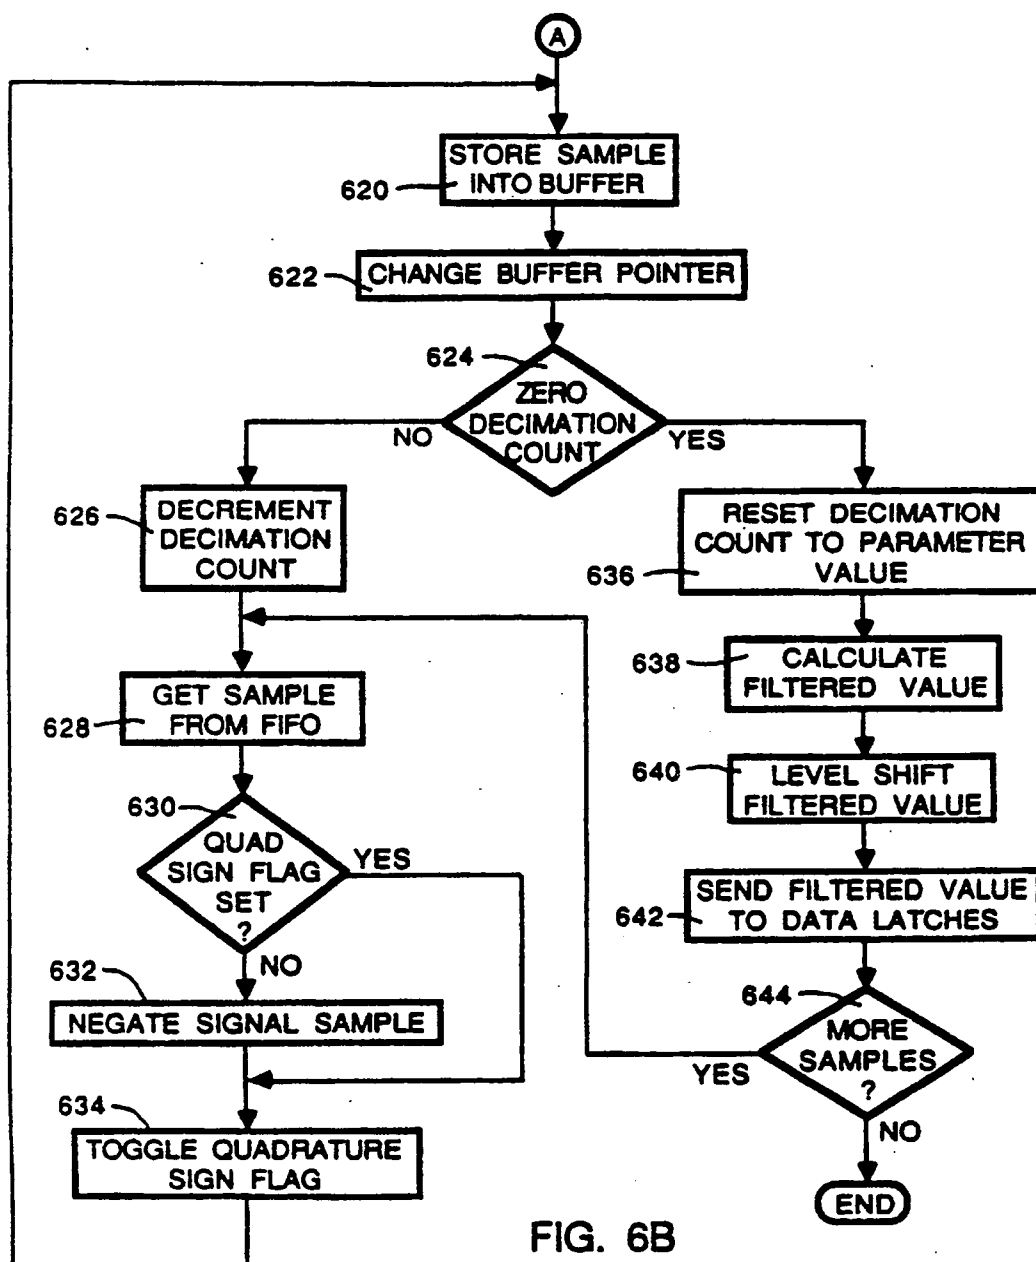 A
STORE SAMPLE
INTO BUFFER
620
CHANGE BUFFER POINTER
622
624
ZERO
DECIMATION
COUNT
NO
YES
626
DECREMENT
DECIMATION
COUNT
RESET DECIMATION
COUNT TO PARAMETER
VALUE
636
638
CALCULATE
FILTERED VALUE
GET SAMPLE
FROM FIFO
628
640
LEVEL SHIFT
FILTERED VALUE
630
QUAD
SIGN FLAG
SET
?
YES
NO
SEND FILTERED VALUE
TO DATA LATCHES
642
632
NEGATE SIGNAL SAMPLE
644
MORE
SAMPLES
?
YES
NO
634
TOGGLE QUADRATURE
SIGN FLAG
END
FIG. 6B